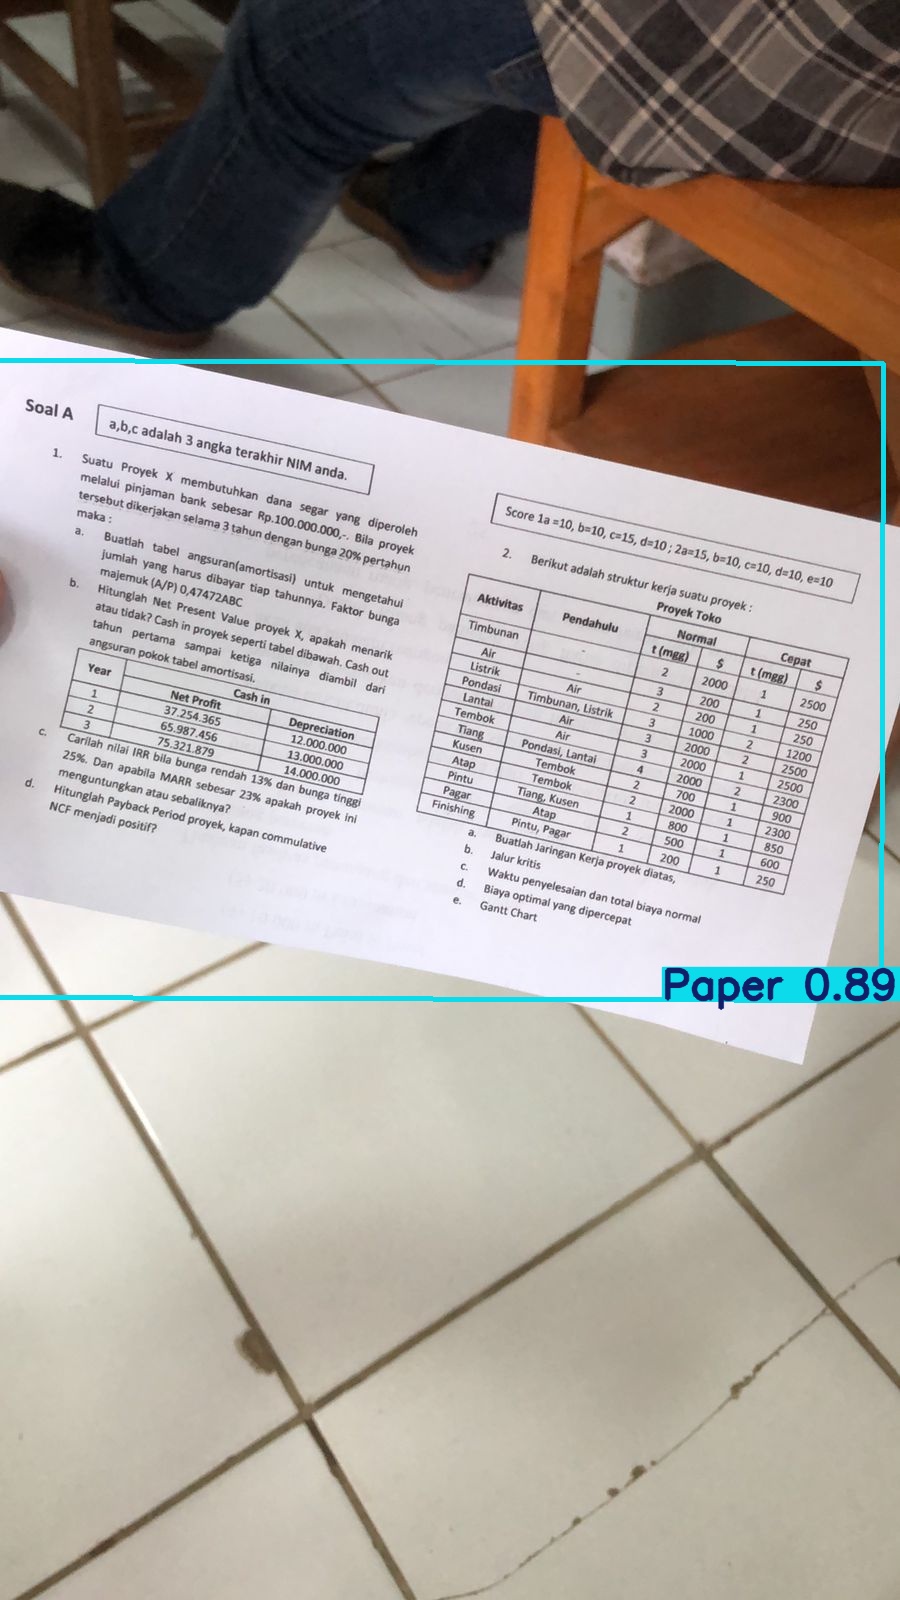 Soal A
a,b,c adalah 3 angka terakhir NIM anda.
1. Suatu Proyek X membutuhkan dana segar yang diperoleh
melalui pinjaman bank sebesar Rp.100.000.000,-. Bila proyek
tersebut dikerjakan selama 3 tahun dengan bunga 20% pertahun
maka :
a. Buatlah tabel angsuran(amortisasi) untuk mengetahui
jumlah yang harus dibayar tiap tahunnya. Faktor bunga
majemuk (A/P) 0,47472ABC
b. Hitunglah Net Present Value proyek X, apakah menarik
atau tidak? Cash in proyek seperti tabel dibawah. Cash out
tahun pertama sampai ketiga nilainya diambil dari
angsuran pokok tabel amortisasi.
Year Cash in
Net Profit Depreciation
1 37.254.365 12.000.000
2 65.987.456 13.000.000
3 75.321.879 14.000.000
c. Carilah nilai IRR bila bunga rendah 13% dan bunga tinggi
25%. Dan apabila MARR sebesar 23% apakah proyek ini
menguntungkan atau sebaliknya?
d. Hitunglah Payback Period proyek, kapan commulative
NCF menjadi positif?
Score 1a =10, b=10, c=15, d=10 ; 2a=15, b=10, c=10, d=10, e=10
2. Berikut adalah struktur kerja suatu proyek :
Proyek Toko
Aktivitas Pendahulu Normal Cepat
t (mgg) $ t (mgg) $
Timbunan - 2 2000 1 2500
Air - 3 200 1 250
Listrik Air 2 200 1 250
Pondasi Timbunan, Listrik 3 1000 2 1200
Lantai Air 3 2000 1 2500
Tembok Air 3 2000 2 2500
Tiang Pondasi, Lantai 4 2000 1 2300
Kusen Tembok 2 700 1 900
Atap Tembok 2 2000 1 2300
Pintu Tiang, Kusen 1 800 1 850
Pagar Atap 2 500 1 600
Finishing Pintu, Pagar 1 200 1 250
a. Buatlah Jaringan Kerja proyek diatas,
b. Jalur kritis
c. Waktu penyelesaian dan total biaya normal
d. Biaya optimal yang dipercepat
e. Gantt Chart
Paper 0.89